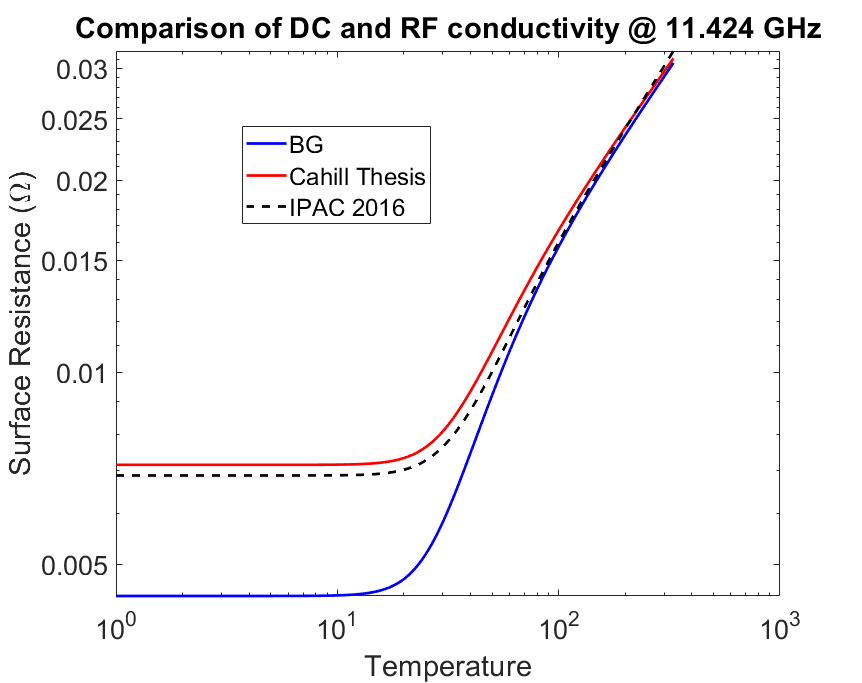 Comparison of DC and RF conductivity @ 11.424 GHz
0.03
0.025
0.02
0.015
0.01
0.005
Surface Resistance (Ω)
BG
Cahill Thesis
IPAC 2016
10⁰ 10¹ 10² 10³
Temperature